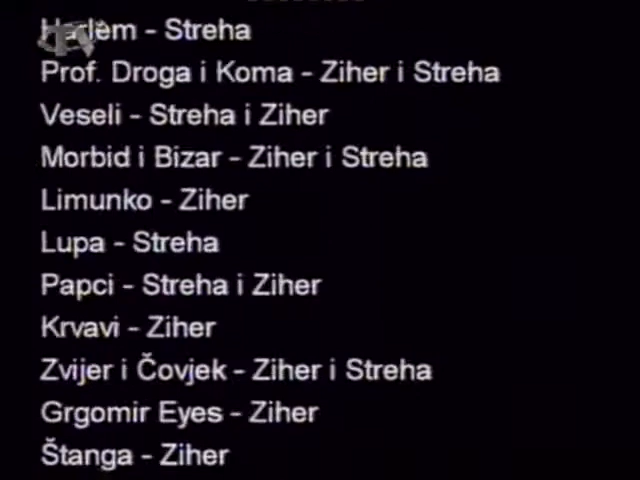 Harlem - Streha
Prof. Droga i Koma - Ziher i Streha
Veseli - Streha i Ziher
Morbid i Bizar - Ziher i Streha
Limunko - Ziher
Lupa - Streha
Papci - Streha i Ziher
Krvavi - Ziher
Zvijer i Čovjek - Ziher i Streha
Grgomir Eyes - Ziher
Štanga - Ziher